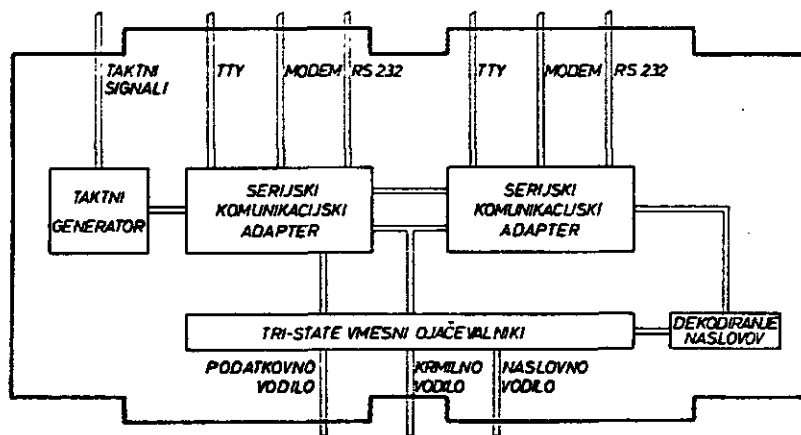 TAKTNI
SIGNALI
TTY
MODEM
RS 232
TTY
MODEM
RS 232
TAKTNI
GENERATOR
SERIJSKI
KOMUNIKACIJSKI
ADAPTER
SERIJSKI
KOMUNIKACIJSKI
ADAPTER
TRI-STATE VMESNI OJAČEVALNIKI
DEKODIRANJE
NASLOVOV
PODATKOVNO
VODILO
KRMILNO
VODILO
NASLOVNO
VODILO